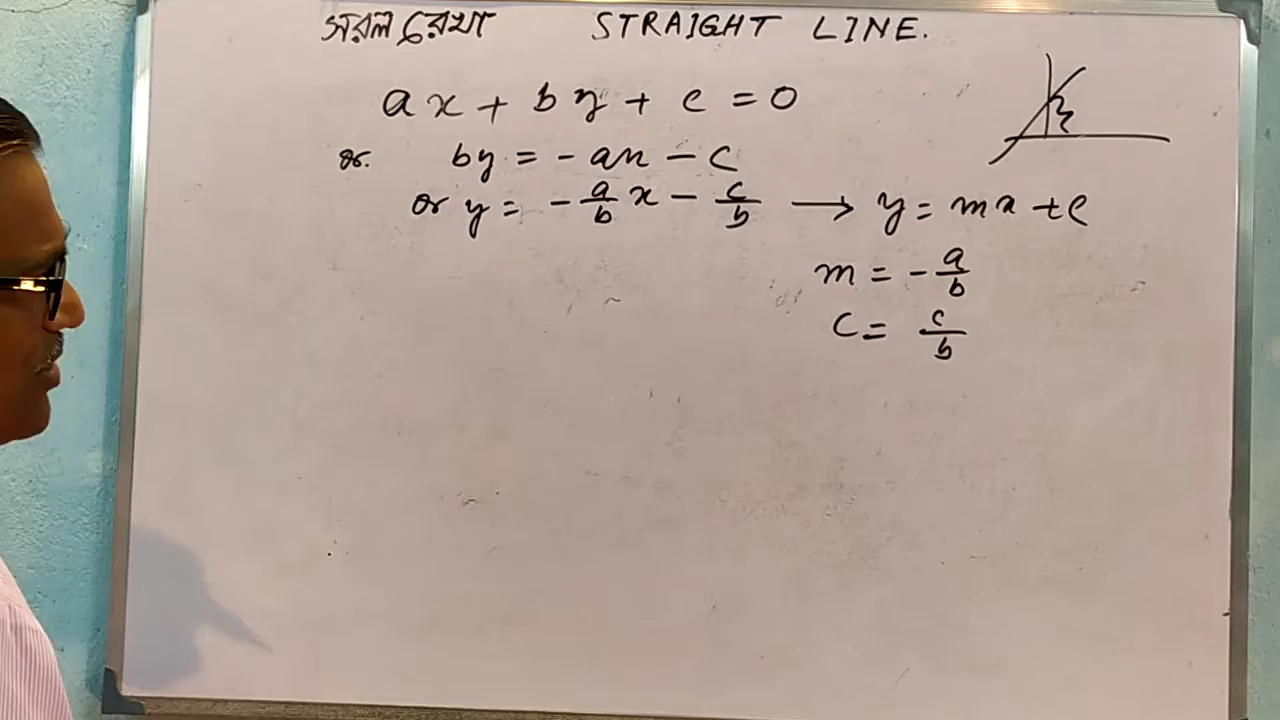 সরল রেখা STRAIGHT LINE.
ax + by + c = 0
or. by = - ax - c
or y = - a/b x - c/b → y = mx + c
m = - a/b
c = c/b